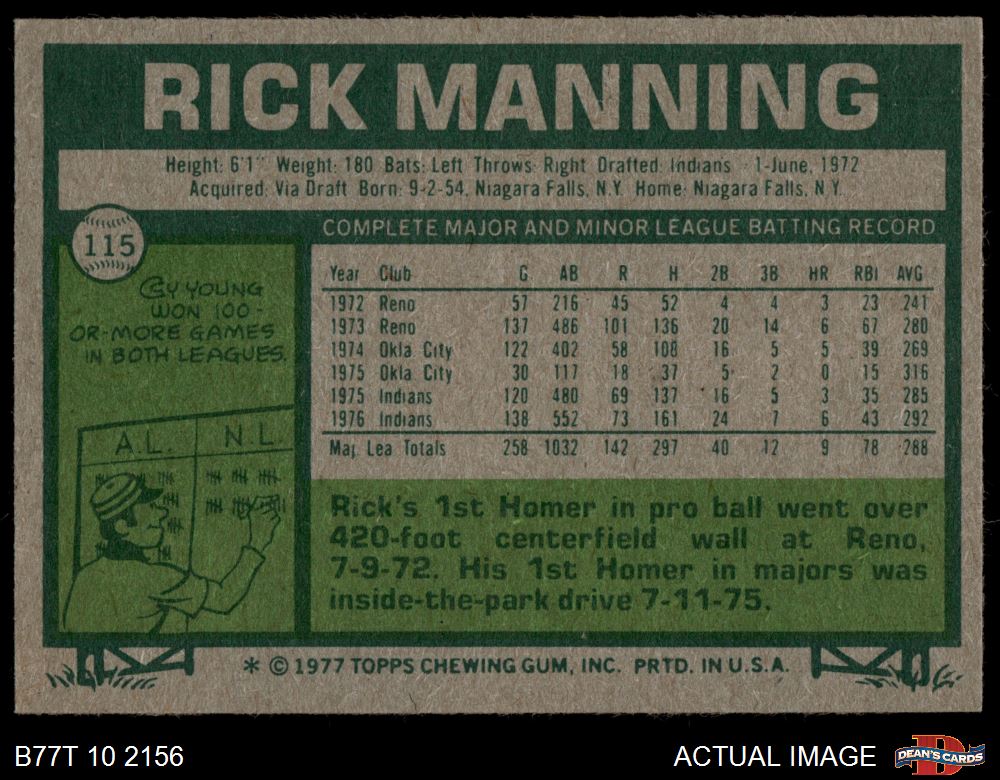 RICK MANNING
Height: 6'1" Weight: 180 Bats: Left Throws: Right Drafted: Indians - 1-June, 1972
Acquired: Via Draft Born: 9-2-54, Niagara Falls, N.Y. Home: Niagara Falls, N.Y.
115
COMPLETE MAJOR AND MINOR LEAGUE BATTING RECORD
CY YOUNG
WON 100-
OR-MORE GAMES
IN BOTH LEAGUES.
A.L. N.L.
Year Club G AB R H 2B 3B HR RBI AVG
1972 Reno 57 216 45 52 4 4 3 23 241
1973 Reno 137 486 101 136 20 14 6 67 280
1974 Okla City 122 402 58 108 16 5 5 39 269
1975 Okla City 30 117 18 37 5 2 0 15 316
1975 Indians 120 480 69 137 16 5 3 35 285
1976 Indians 138 552 73 161 24 7 6 43 292
Maj. Lea Totals 258 1032 142 297 40 12 9 78 288
Rick's 1st Homer in pro ball went over
420-foot centerfield wall at Reno,
7-9-72. His 1st Homer in majors was
inside-the-park drive 7-11-75.
* © 1977 TOPPS CHEWING GUM, INC. PRTD. IN U.S.A.
B77T 10 2156
ACTUAL IMAGE
D
DEAN'S CARDS